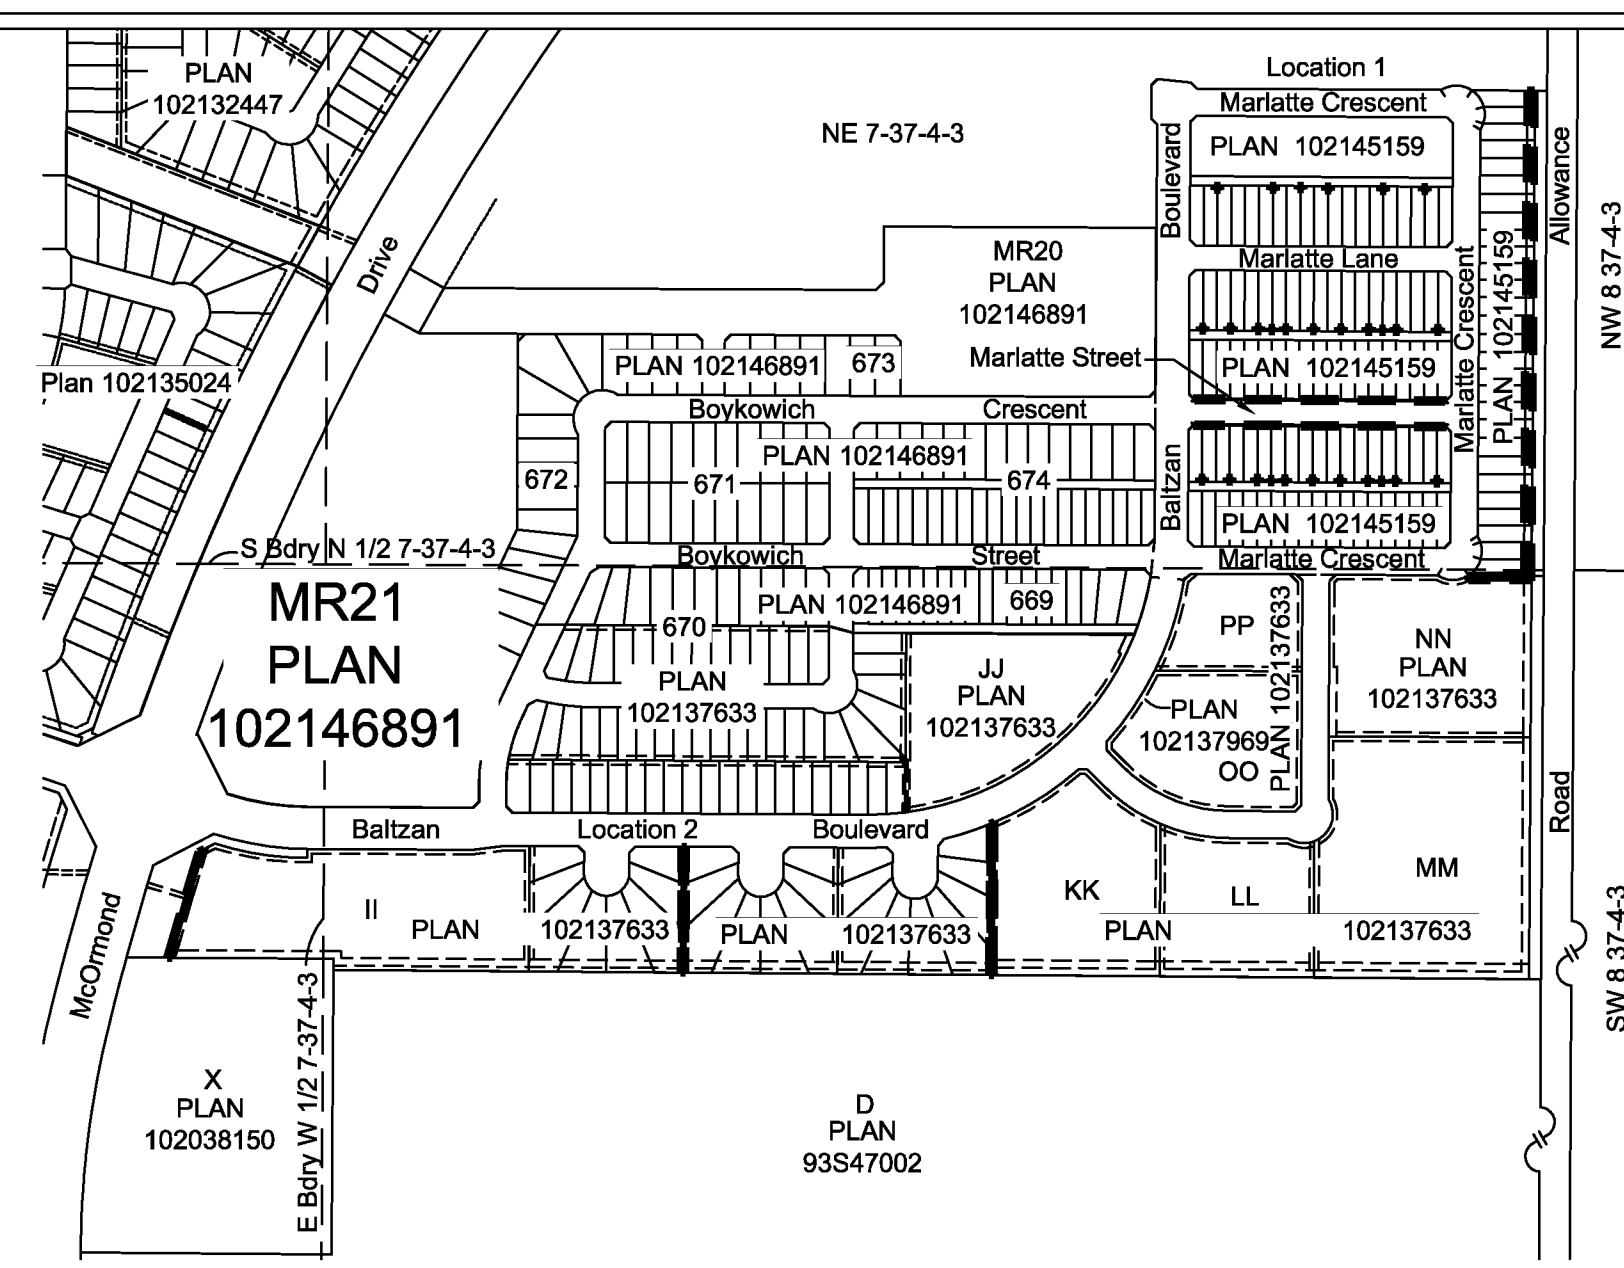 PLAN
102132447
Location 1
Marlatte Crescent
NE 7-37-4-3
PLAN 102145159
Boulevard
Allowance
NW 8 37-4-3
Drive
MR20
PLAN
102146891
Marlatte Lane
Marlatte Crescent
PLAN 102145159
Marlatte Street
PLAN 102146891
673
PLAN 102145159
Plan 102135024
Boykowich
Crescent
PLAN 102146891
672
671
674
Baltzan
PLAN 102145159
S Bdry N 1/2 7-37-4-3
Boykowich
Street
Marlatte Crescent
MR21
PLAN
102146891
PLAN 102146891
669
670
PLAN
102137633
JJ
PLAN
102137633
PP
PLAN 102137633
NN
PLAN
102137633
PLAN
102137969
OO
Baltzan
Location 2
Boulevard
Road
II
PLAN
102137633
PLAN
102137633
KK
PLAN
LL
MM
102137633
McOrmond
SW 8 37-4-3
E Bdry W 1/2 7-37-4-3
X
PLAN
102038150
D
PLAN
93S47002